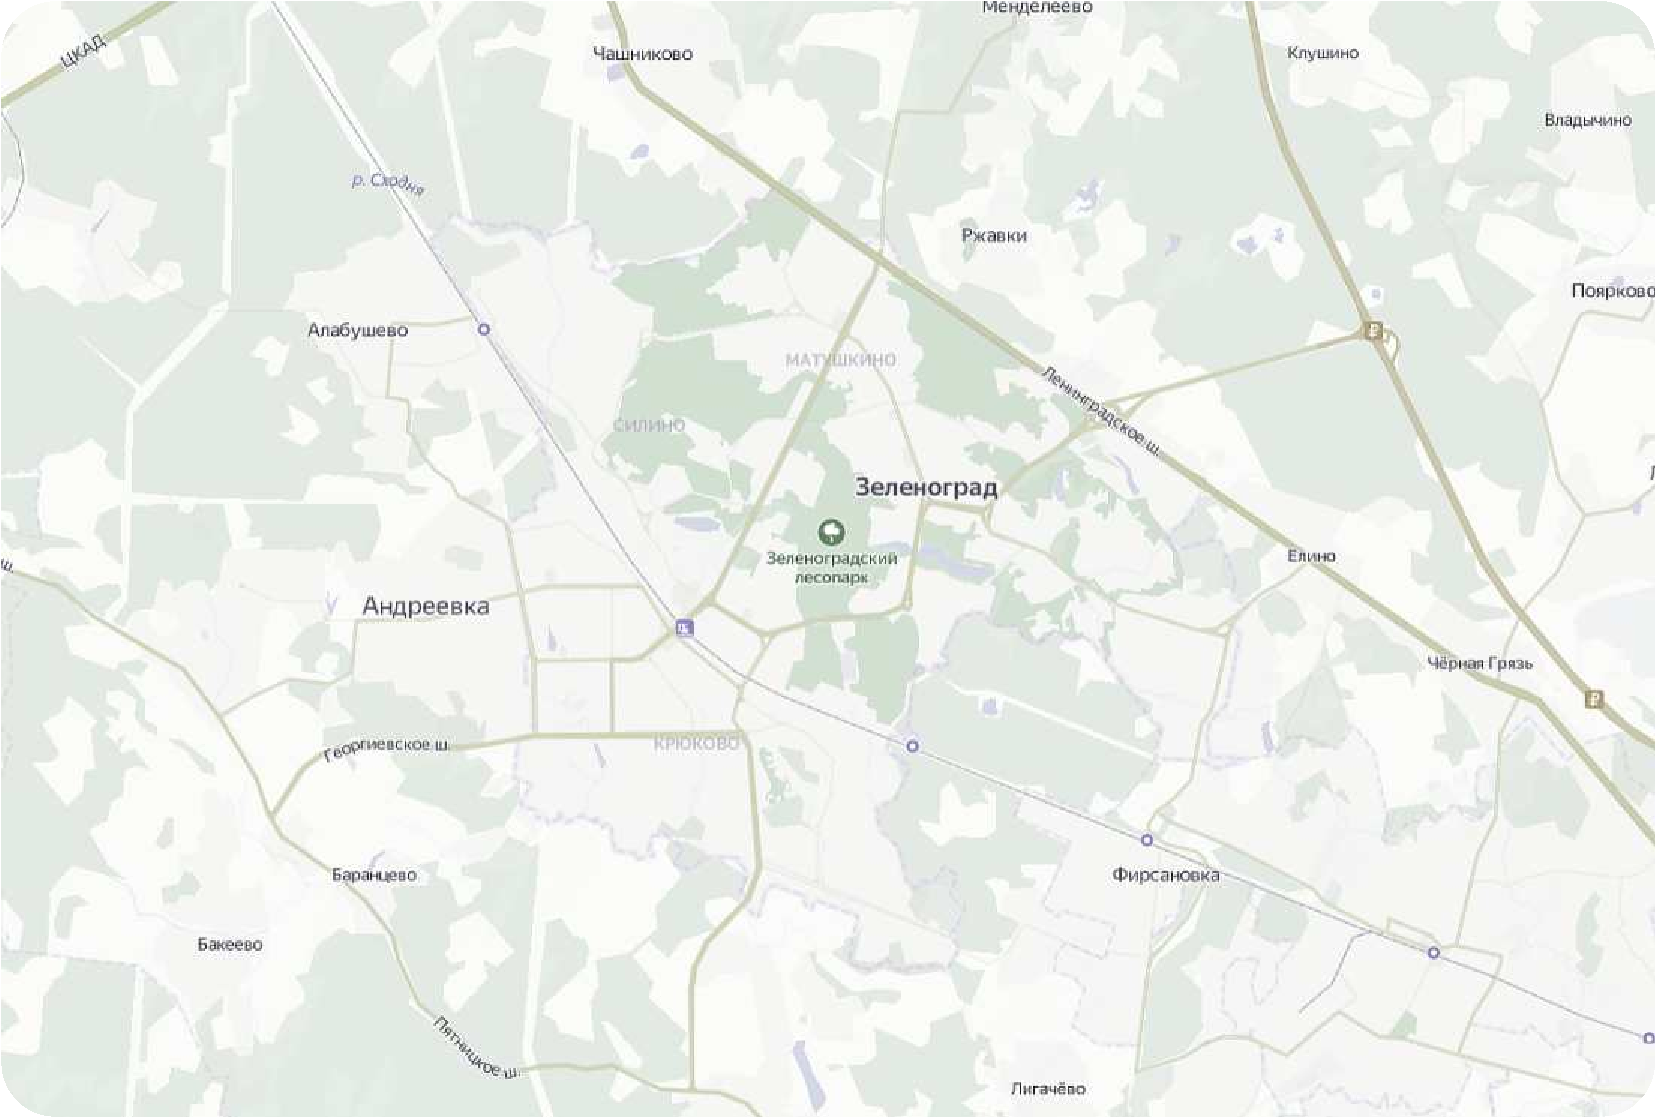 Менделеево
ЦКАД
Чашниково
Клушино
Владычино
р. Сходня
Ржавки
Поярково
Алабушево
МАТУШКИНО
Ленинградское ш.
СИЛИНО
Зеленоград
Зеленоградский
лесопарк
Елино
ш.
Андреевка
Чёрная Грязь
Георгиевское ш.
КРЮКОВО
Баранцево
Фирсановка
Бакеево
Пятницкое ш.
Лигачёво